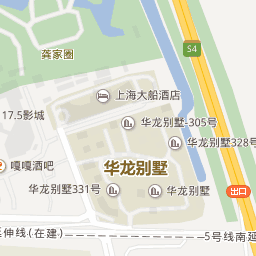 龚家圈
S4
上海大船酒店
17.5影城
华龙别墅-305号
华龙别墅328号
嘎嘎酒吧
华龙别墅
华龙别墅331号
华龙别墅
出口
延伸线(在建)
5号线南延